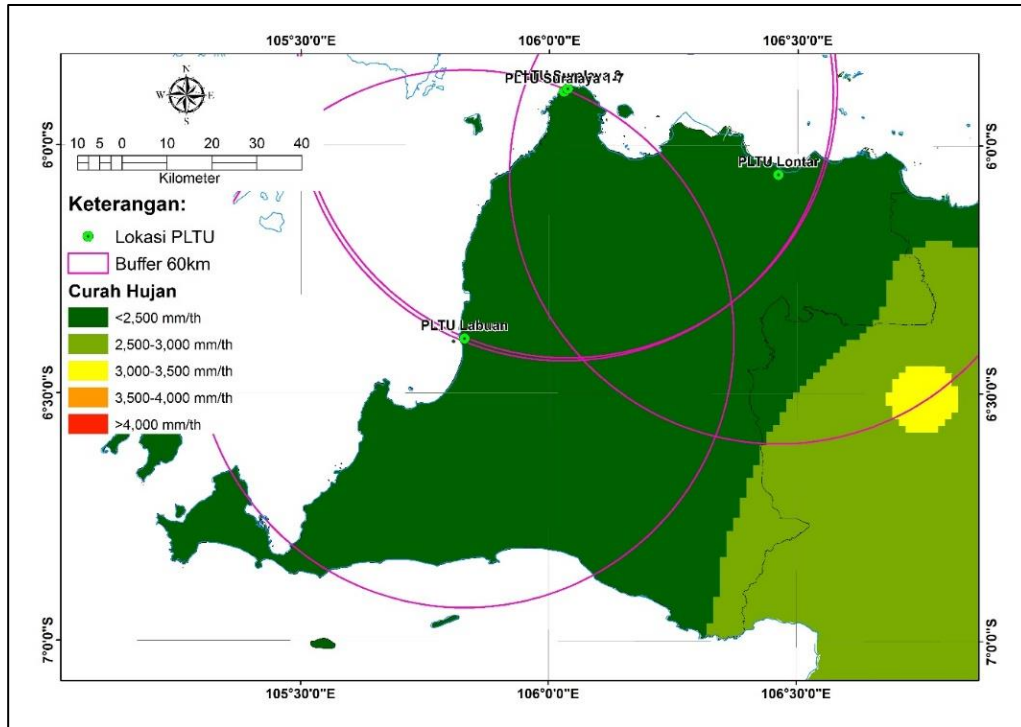 105°30'0"E 106°0'0"E 106°30'0"E
N
W E
S
10 5 0 10 20 30 40
Kilometer
Keterangan:
Lokasi PLTU
Buffer 60km
Curah Hujan
<2,500 mm/th
2,500-3,000 mm/th
3,000-3,500 mm/th
3,500-4,000 mm/th
>4,000 mm/th
PLTU Suralaya 1-7
PLTU Lontar
PLTU Labuan
6°0'0"S 6°0'0"S
6°30'0"S 6°30'0"S
7°0'0"S 7°0'0"S
105°30'0"E 106°0'0"E 106°30'0"E